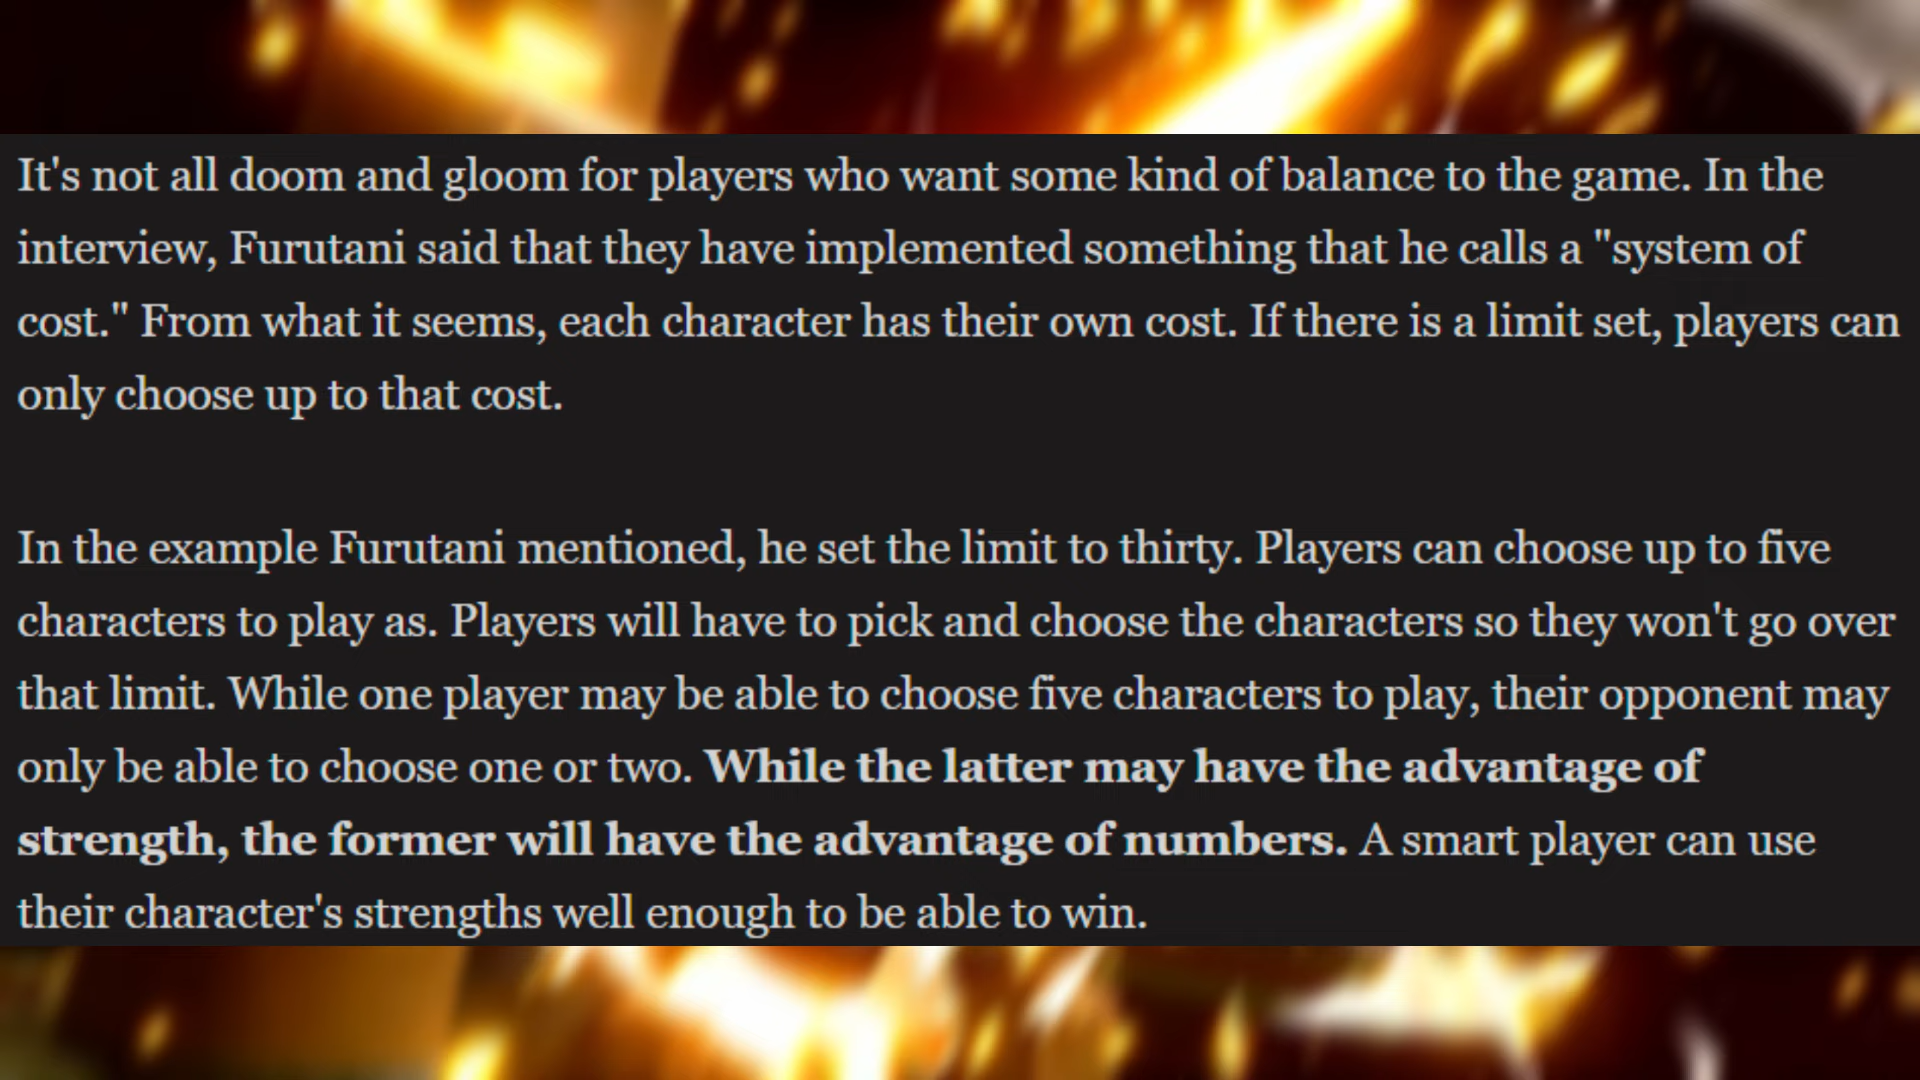 It's not all doom and gloom for players who want some kind of balance to the game. In the
interview, Furutani said that they have implemented something that he calls a "system of
cost." From what it seems, each character has their own cost. If there is a limit set, players can
only choose up to that cost.
In the example Furutani mentioned, he set the limit to thirty. Players can choose up to five
characters to play as. Players will have to pick and choose the characters so they won't go over
that limit. While one player may be able to choose five characters to play, their opponent may
only be able to choose one or two. While the latter may have the advantage of
strength, the former will have the advantage of numbers. A smart player can use
their character's strengths well enough to be able to win.